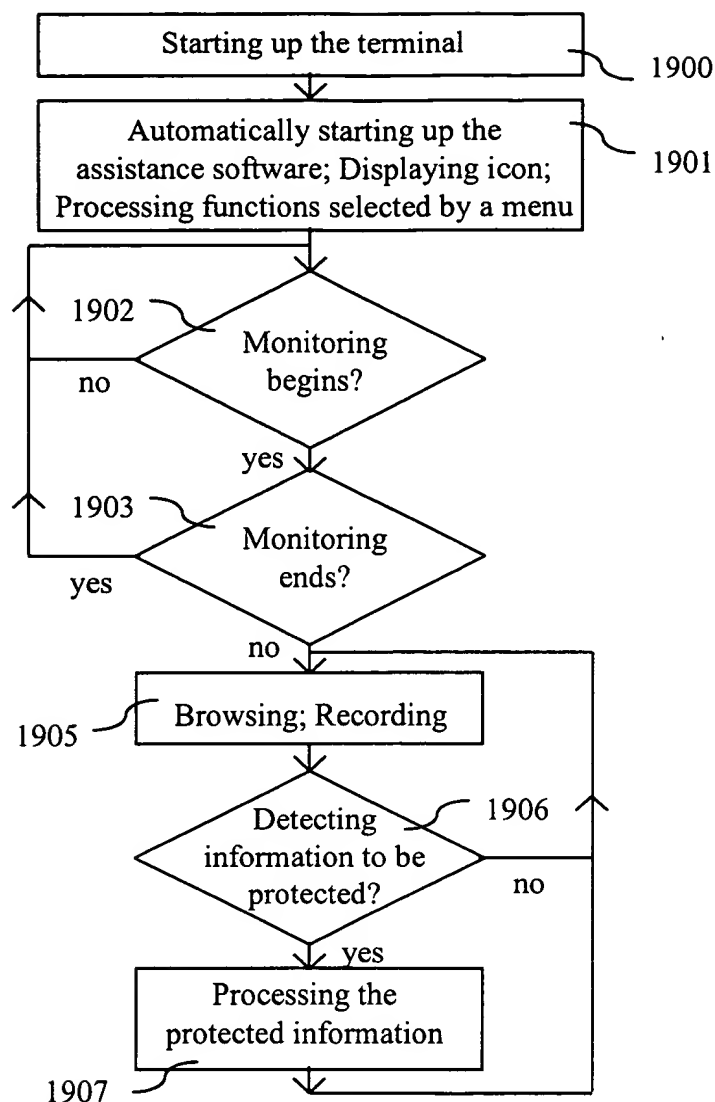 Starting up the terminal
1900
Automatically starting up the
assistance software; Displaying icon;
Processing functions selected by a menu
1901
1902
Monitoring
begins?
no
yes
1903
Monitoring
ends?
yes
no
Browsing; Recording
1905
1906
Detecting
information to be
protected?
no
yes
Processing the
protected information
1907